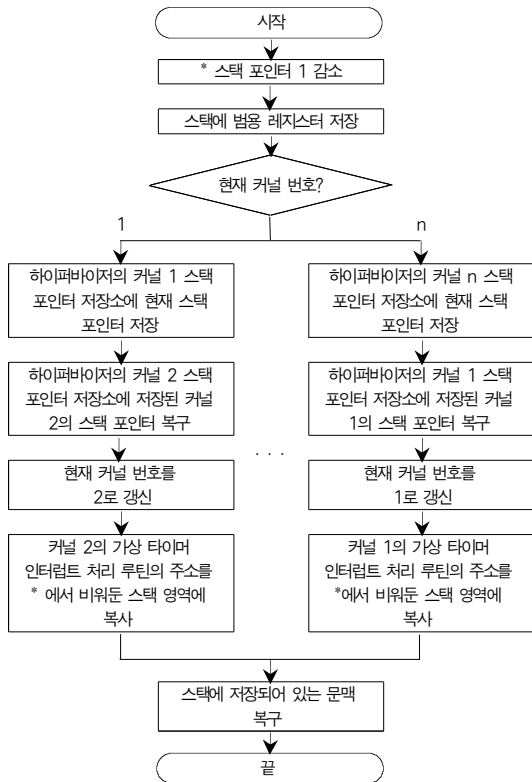 시작
* 스택 포인터 1 감소
스택에 범용 레지스터 저장
현재 커널 번호?
1
n
하이퍼바이저의 커널 1 스택
포인터 저장소에 현재 스택
포인터 저장
하이퍼바이저의 커널 n 스택
포인터 저장소에 현재 스택
포인터 저장
하이퍼바이저의 커널 2 스택
포인터 저장소에 저장된 커널
2의 스택 포인터 복구
하이퍼바이저의 커널 1 스택
포인터 저장소에 저장된 커널
1의 스택 포인터 복구
. . .
현재 커널 번호를
2로 갱신
현재 커널 번호를
1로 갱신
커널 2의 가상 타이머
인터럽트 처리 루틴의 주소를
* 에서 비워둔 스택 영역에
복사
커널 1의 가상 타이머
인터럽트 처리 루틴의 주소를
*에서 비워둔 스택 영역에
복사
스택에 저장되어 있는 문맥
복구
끝